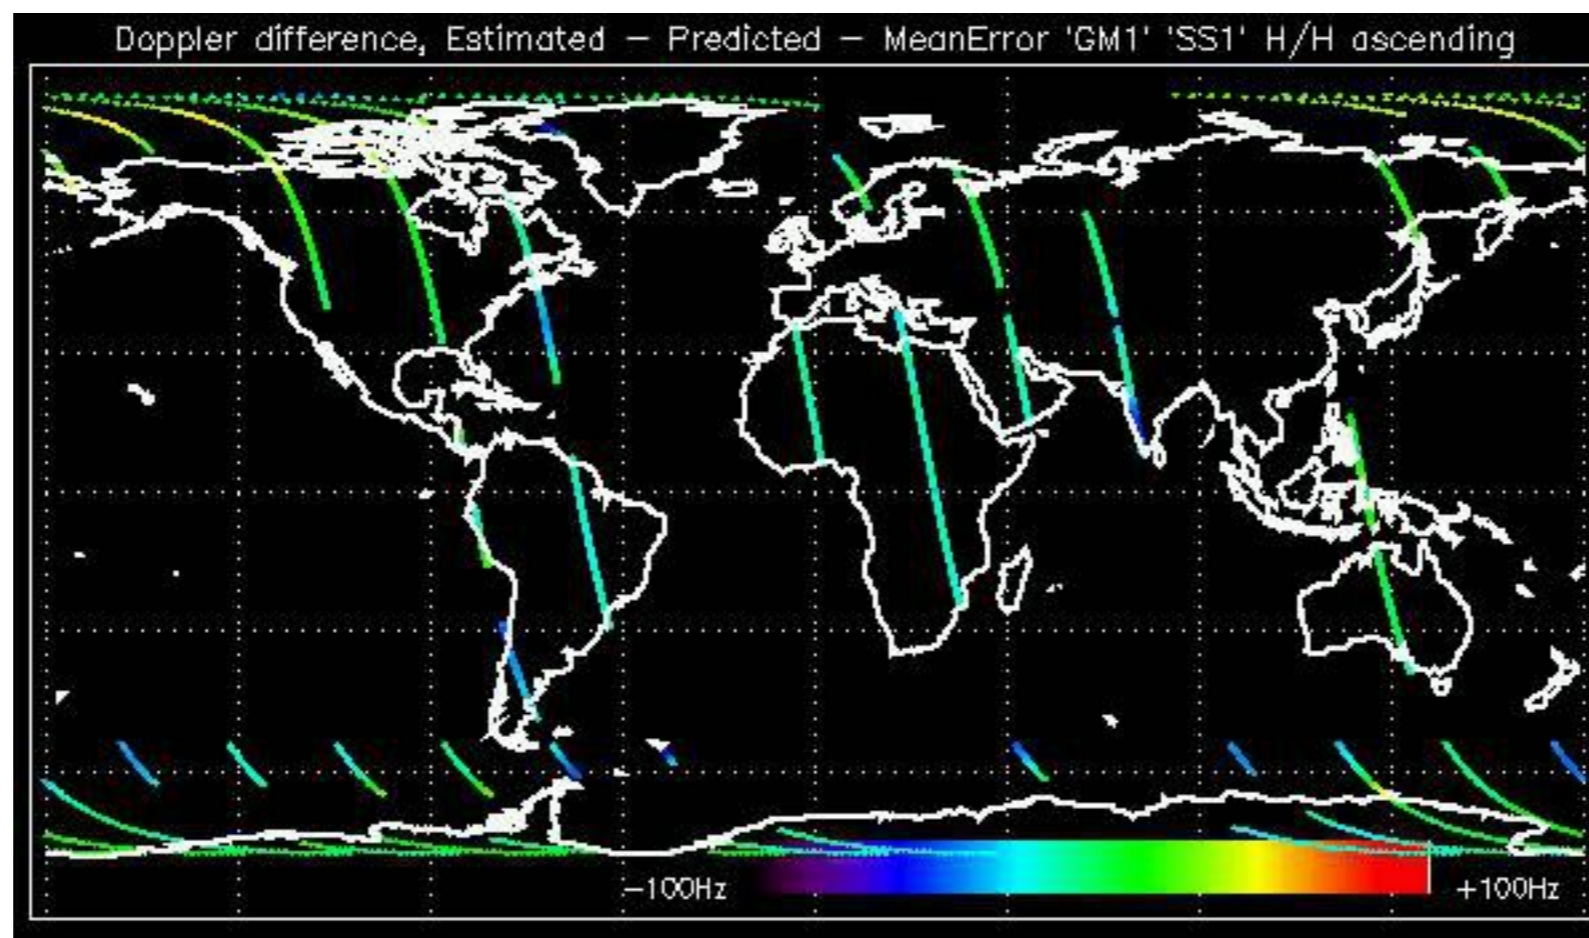 Doppler difference, Estimated – Predicted – MeanError 'GM1' 'SS1' H/H ascending
–100Hz +100Hz